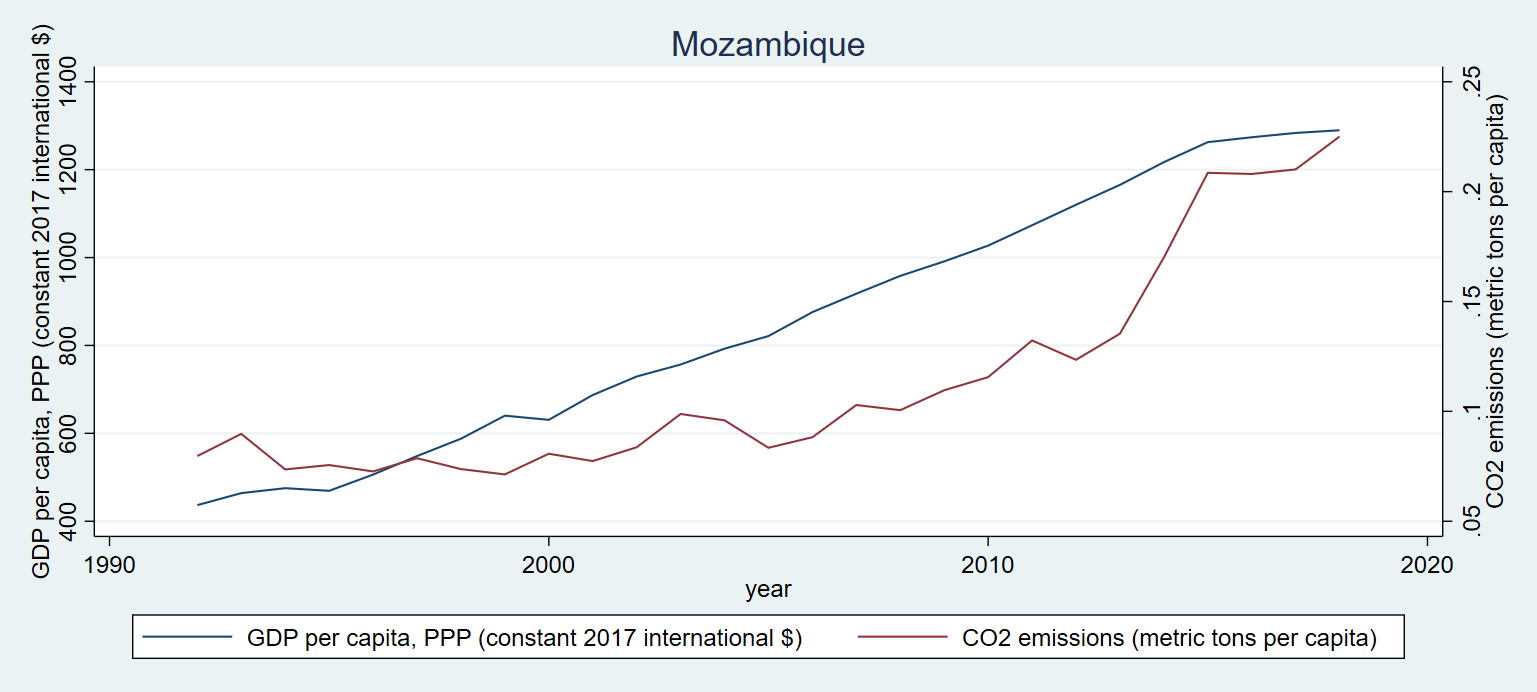 Mozambique
GDP per capita, PPP (constant 2017 international $)
1400
1200
1000
800
600
400
.25
.2
.15
.1
.05
CO2 emissions (metric tons per capita)
1990 2000 2010 2020
year
GDP per capita, PPP (constant 2017 international $) CO2 emissions (metric tons per capita)